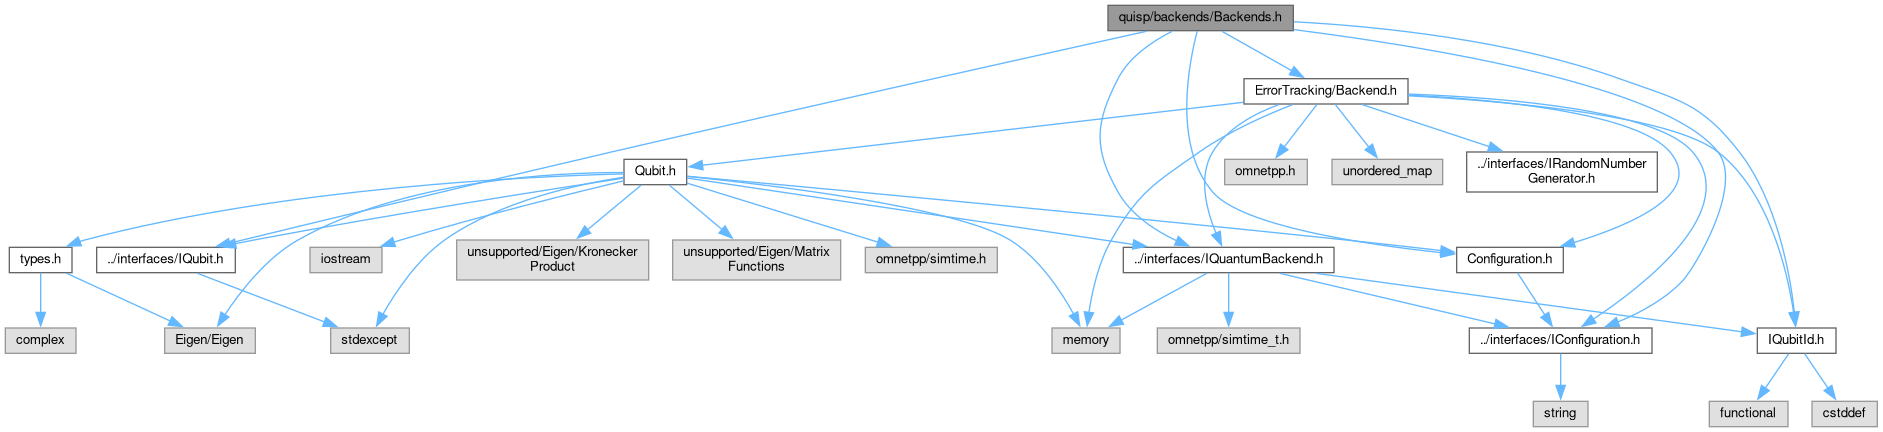 quisp/backends/Backends.h
ErrorTracking/Backend.h
Qubit.h
omnetpp.h
unordered_map
../interfaces/IRandomNumber
Generator.h
types.h
../interfaces/IQubit.h
iostream
unsupported/Eigen/Kronecker
Product
unsupported/Eigen/Matrix
Functions
omnetpp/simtime.h
../interfaces/IQuantumBackend.h
Configuration.h
complex
Eigen/Eigen
stdexcept
memory
omnetpp/simtime_t.h
../interfaces/IConfiguration.h
IQubitId.h
string
functional
cstddef